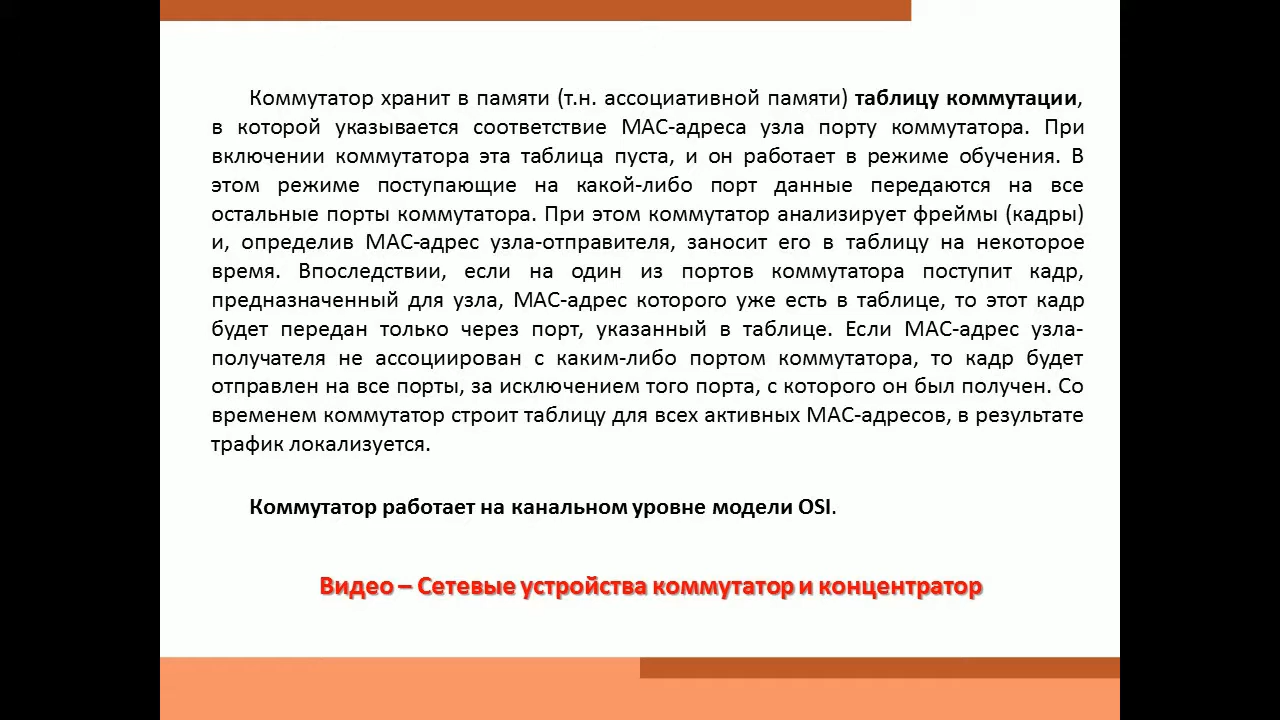 Коммутатор хранит в памяти (т.н. ассоциативной памяти) таблицу коммутации,
в которой указывается соответствие MAC-адреса узла порту коммутатора. При
включении коммутатора эта таблица пуста, и он работает в режиме обучения. В
этом режиме поступающие на какой-либо порт данные передаются на все
остальные порты коммутатора. При этом коммутатор анализирует фреймы (кадры)
и, определив MAC-адрес узла-отправителя, заносит его в таблицу на некоторое
время. Впоследствии, если на один из портов коммутатора поступит кадр,
предназначенный для узла, MAC-адрес которого уже есть в таблице, то этот кадр
будет передан только через порт, указанный в таблице. Если MAC-адрес узла-
получателя не ассоциирован с каким-либо портом коммутатора, то кадр будет
отправлен на все порты, за исключением того порта, с которого он был получен. Со
временем коммутатор строит таблицу для всех активных MAC-адресов, в результате
трафик локализуется.
Коммутатор работает на канальном уровне модели OSI.
Видео – Сетевые устройства коммутатор и концентратор